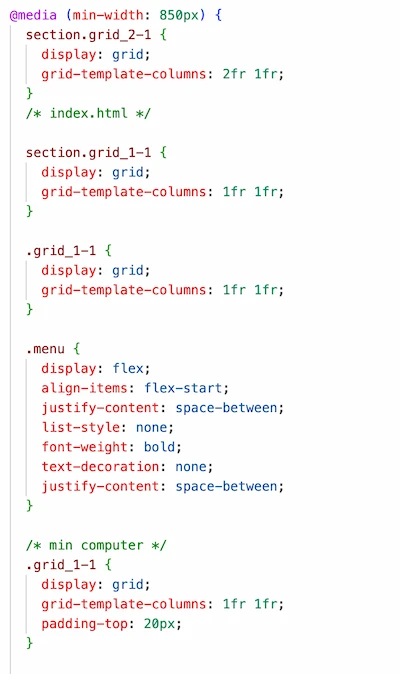 @media (min-width: 850px) {
section.grid_2-1 {
display: grid;
grid-template-columns: 2fr 1fr;
}
/* index.html */
section.grid_1-1 {
display: grid;
grid-template-columns: 1fr 1fr;
}
.grid_1-1 {
display: grid;
grid-template-columns: 1fr 1fr;
}
.menu {
display: flex;
align-items: flex-start;
justify-content: space-between;
list-style: none;
font-weight: bold;
text-decoration: none;
justify-content: space-between;
}
/* min computer */
.grid_1-1 {
display: grid;
grid-template-columns: 1fr 1fr;
padding-top: 20px;
}